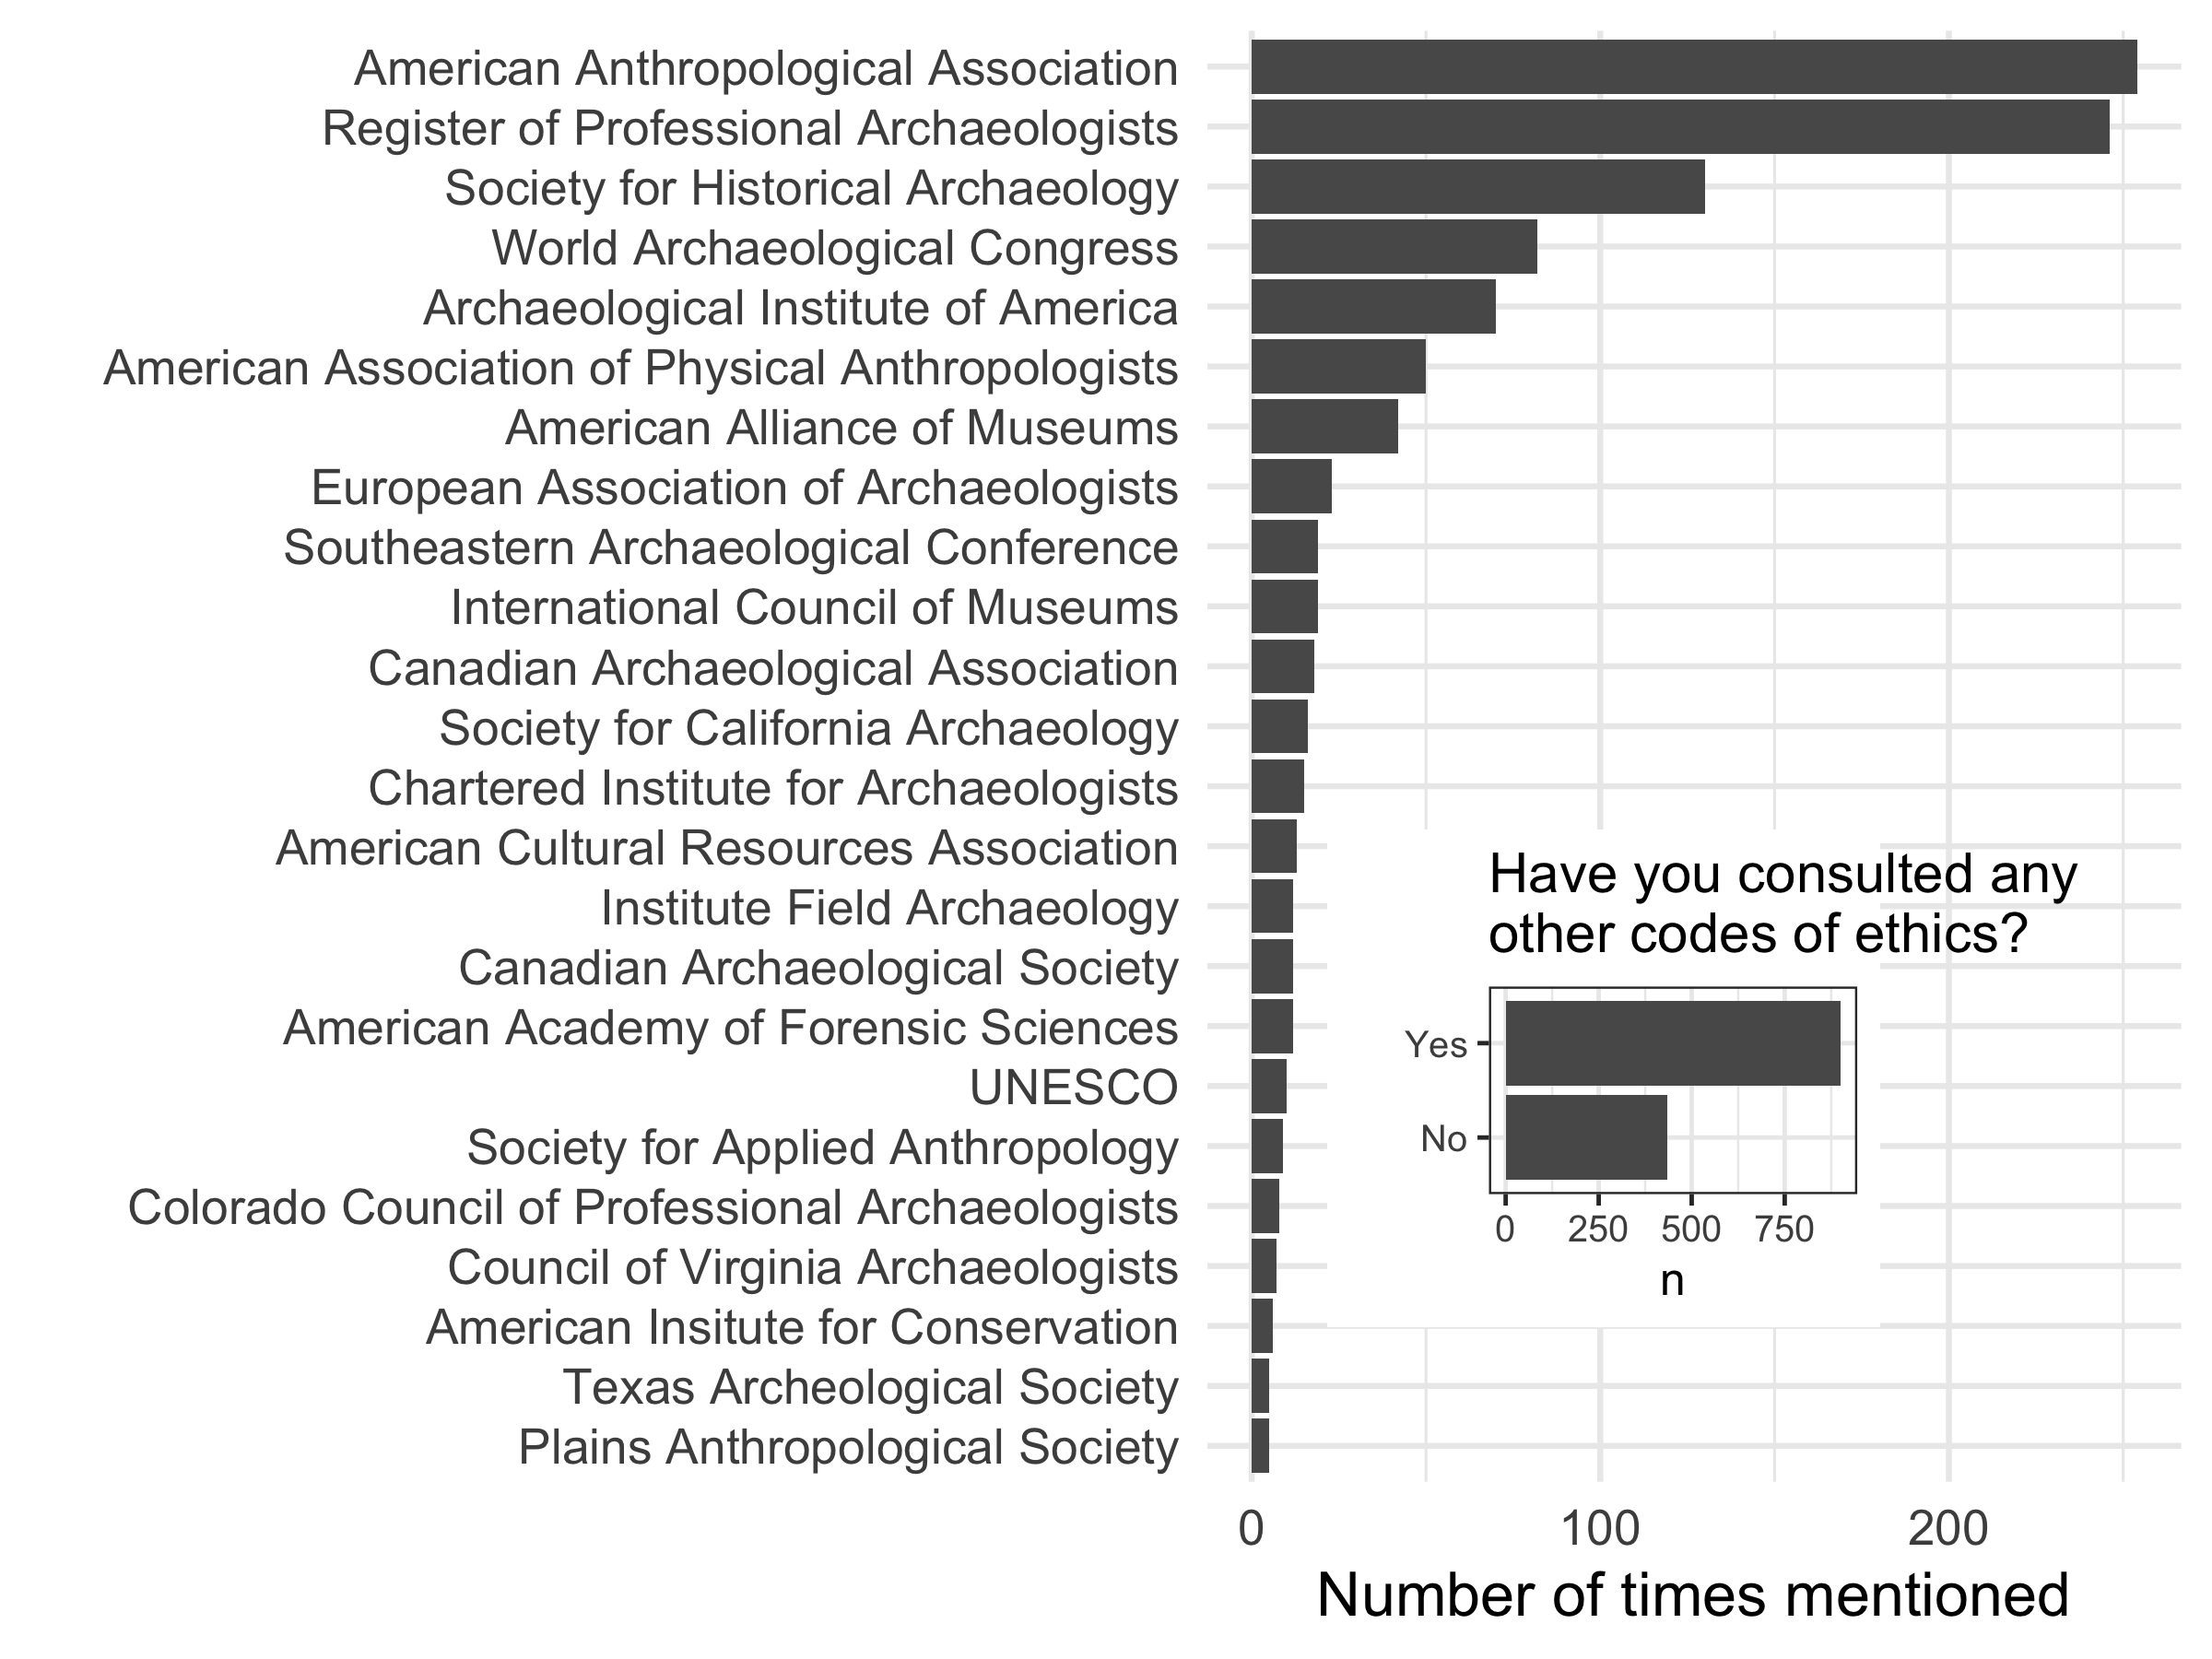 American Anthropological Association
Register of Professional Archaeologists
Society for Historical Archaeology
World Archaeological Congress
Archaeological Institute of America
American Association of Physical Anthropologists
American Alliance of Museums
European Association of Archaeologists
Southeastern Archaeological Conference
International Council of Museums
Canadian Archaeological Association
Society for California Archaeology
Chartered Institute for Archaeologists
American Cultural Resources Association
Institute Field Archaeology
Canadian Archaeological Society
American Academy of Forensic Sciences
UNESCO
Society for Applied Anthropology
Colorado Council of Professional Archaeologists
Council of Virginia Archaeologists
American Insitute for Conservation
Texas Archeological Society
Plains Anthropological Society
0 100 200
Number of times mentioned
Have you consulted any
other codes of ethics?
Yes
No
0 250 500 750
n